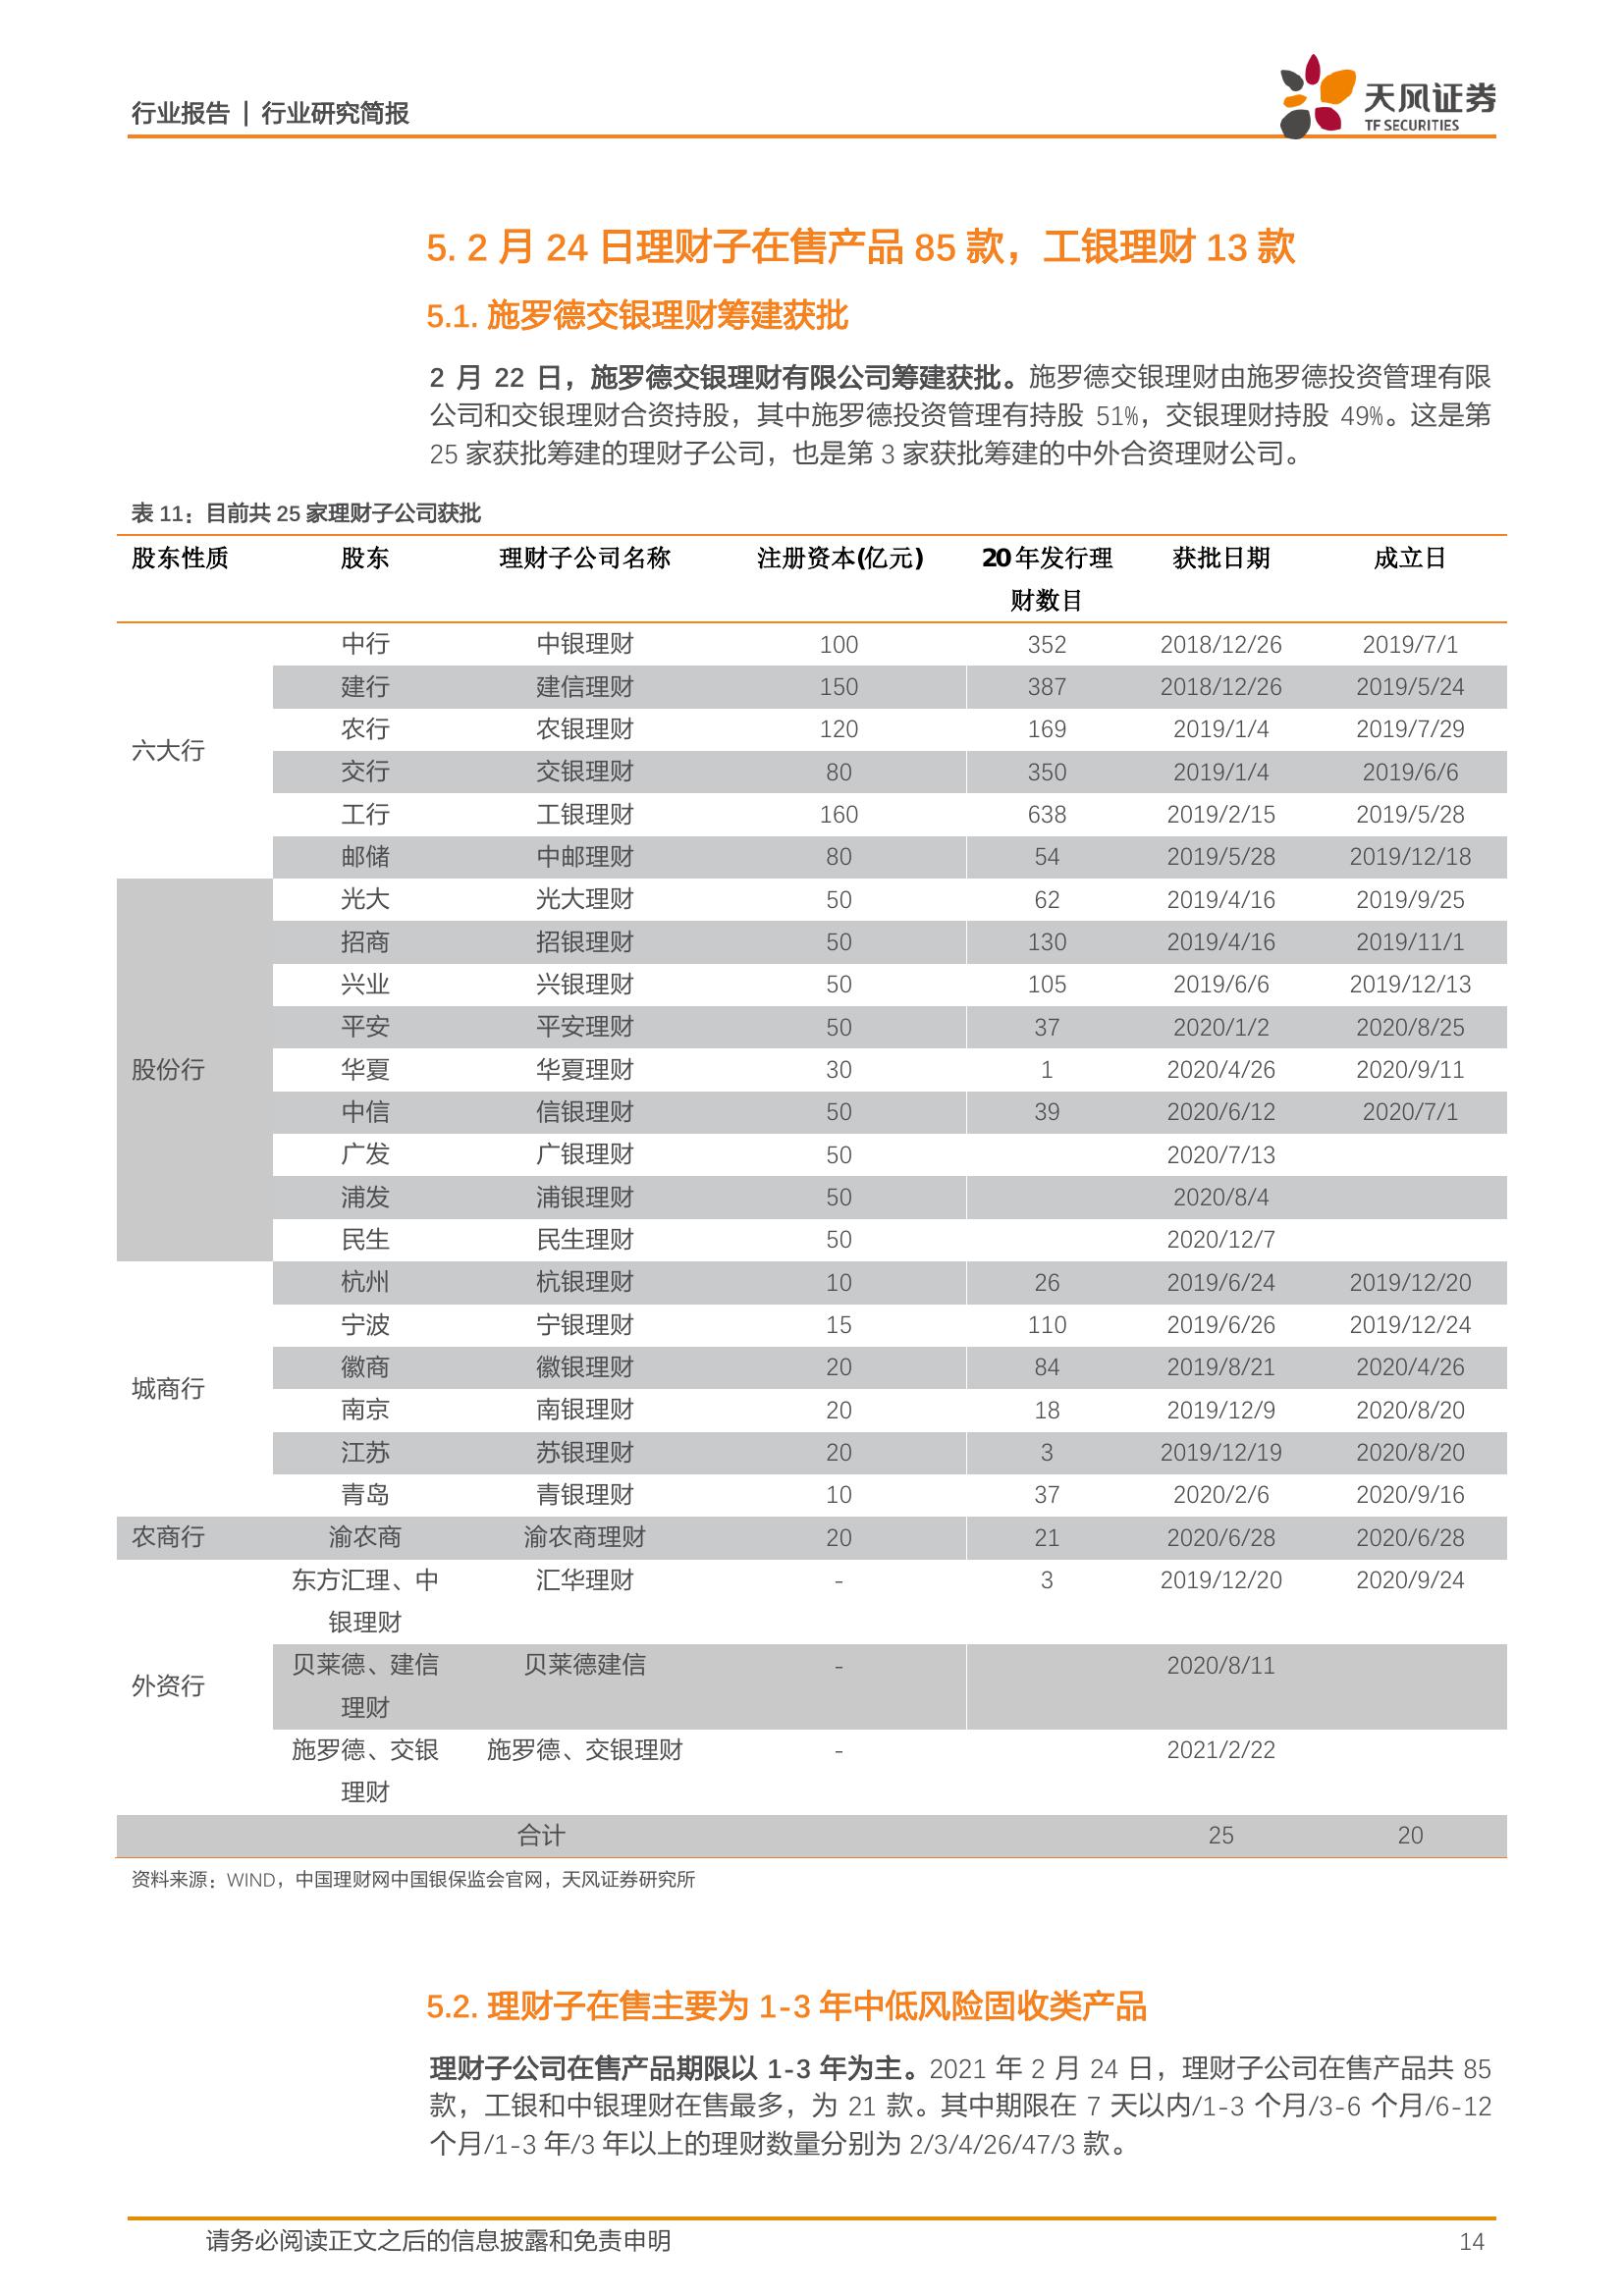 行业报告 | 行业研究简报
天风证券
TF SECURITIES
5. 2 月 24 日理财子在售产品 85 款，工银理财 13 款
5.1. 施罗德交银理财筹建获批
2 月 22 日，施罗德交银理财有限公司筹建获批。施罗德交银理财由施罗德投资管理有限
公司和交银理财合资持股，其中施罗德投资管理有持股 51%，交银理财持股 49%。这是第
25 家获批筹建的理财子公司，也是第 3 家获批筹建的中外合资理财公司。
表 11：目前共 25 家理财子公司获批
股东性质 股东 理财子公司名称 注册资本(亿元) 20 年发行理 获批日期 成立日
财数目
中行 中银理财 100 352 2018/12/26 2019/7/1
建行 建信理财 150 387 2018/12/26 2019/5/24
农行 农银理财 120 169 2019/1/4 2019/7/29
六大行
交行 交银理财 80 350 2019/1/4 2019/6/6
工行 工银理财 160 638 2019/2/15 2019/5/28
邮储 中邮理财 80 54 2019/5/28 2019/12/18
光大 光大理财 50 62 2019/4/16 2019/9/25
招商 招银理财 50 130 2019/4/16 2019/11/1
兴业 兴银理财 50 105 2019/6/6 2019/12/13
平安 平安理财 50 37 2020/1/2 2020/8/25
股份行 华夏 华夏理财 30 1 2020/4/26 2020/9/11
中信 信银理财 50 39 2020/6/12 2020/7/1
广发 广银理财 50 2020/7/13
浦发 浦银理财 50 2020/8/4
民生 民生理财 50 2020/12/7
杭州 杭银理财 10 26 2019/6/24 2019/12/20
宁波 宁银理财 15 110 2019/6/26 2019/12/24
徽商 徽银理财 20 84 2019/8/21 2020/4/26
城商行
南京 南银理财 20 18 2019/12/9 2020/8/20
江苏 苏银理财 20 3 2019/12/19 2020/8/20
青岛 青银理财 10 37 2020/2/6 2020/9/16
农商行 渝农商 渝农商理财 20 21 2020/6/28 2020/6/28
东方汇理、中 汇华理财 - 3 2019/12/20 2020/9/24
银理财
贝莱德、建信 贝莱德建信 - 2020/8/11
外资行
理财
施罗德、交银 施罗德、交银理财 - 2021/2/22
理财
合计 25 20
资料来源：WIND，中国理财网中国银保监会官网，天风证券研究所
5.2. 理财子在售主要为 1-3 年中低风险固收类产品
理财子公司在售产品期限以 1-3 年为主。2021 年 2 月 24 日，理财子公司在售产品共 85
款，工银和中银理财在售最多，为 21 款。其中期限在 7 天以内/1-3 个月/3-6 个月/6-12
个月/1-3 年/3 年以上的理财数量分别为 2/3/4/26/47/3 款。
请务必阅读正文之后的信息披露和免责申明 14